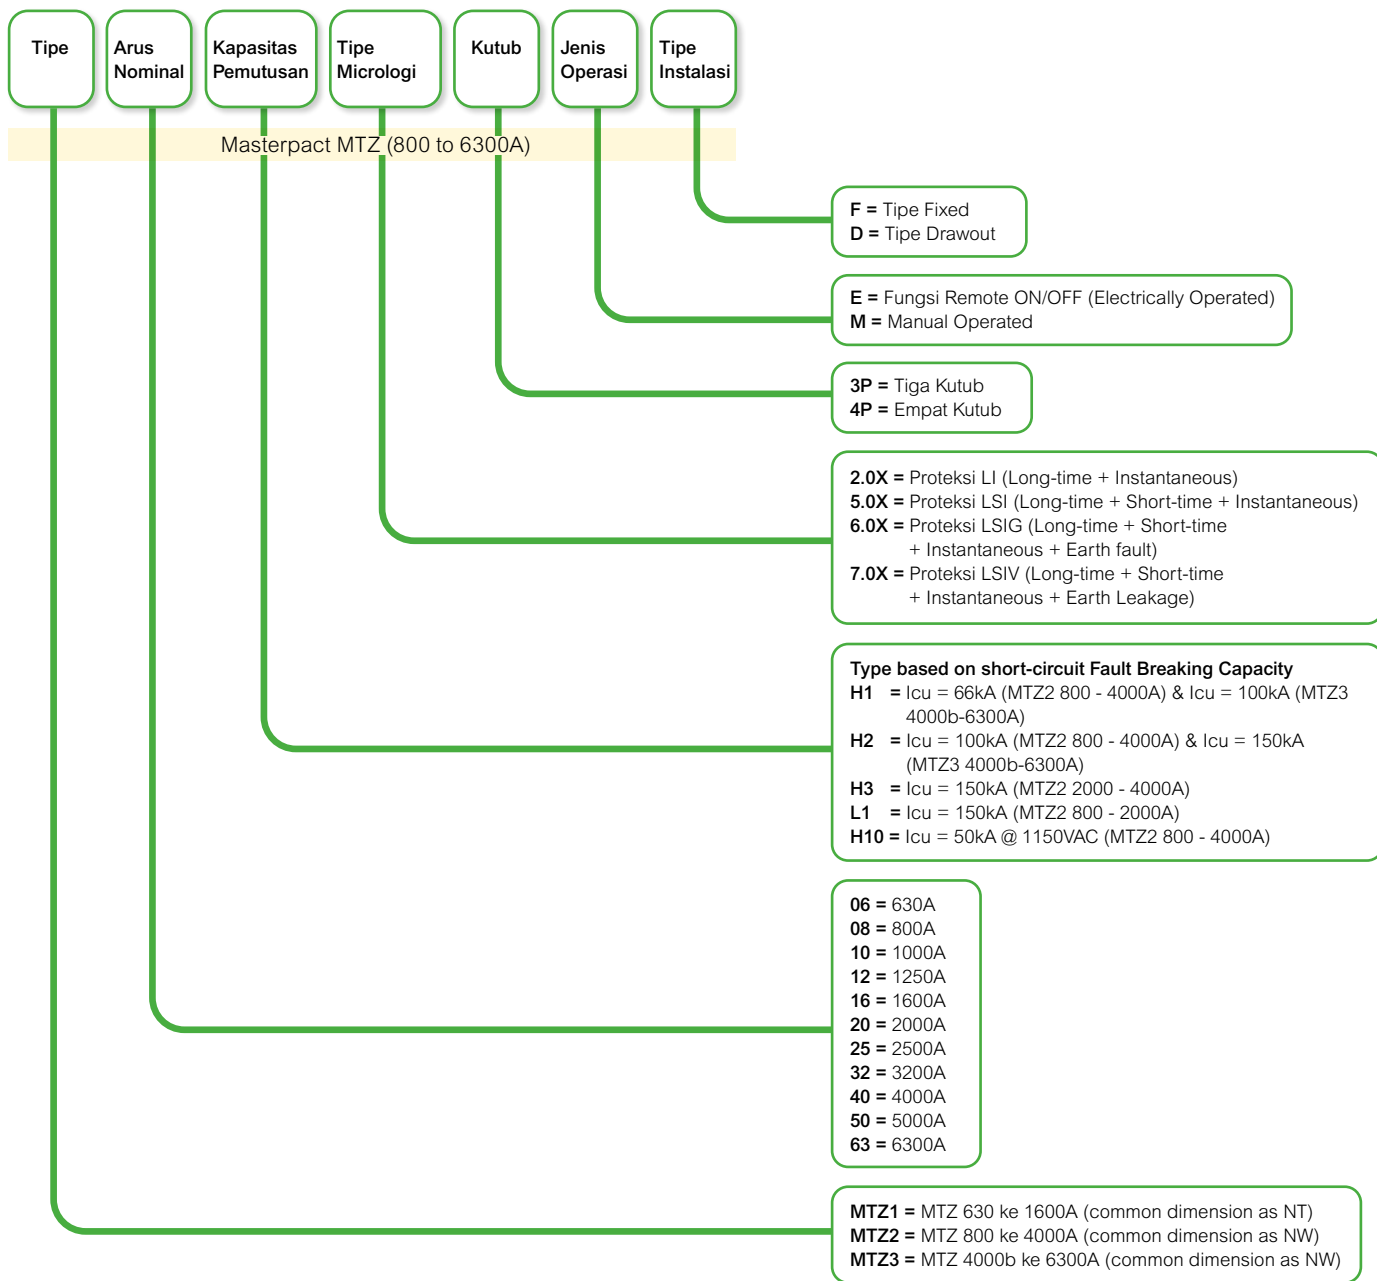 Tipe
Arus
Nominal
Kapasitas
Pemutusan
Tipe
Micrologi
Kutub
Jenis
Operasi
Tipe
Instalasi
Masterpact MTZ (800 to 6300A)
F = Tipe Fixed
D = Tipe Drawout
E = Fungsi Remote ON/OFF (Electrically Operated)
M = Manual Operated
3P = Tiga Kutub
4P = Empat Kutub
2.0X = Proteksi LI (Long-time + Instantaneous)
5.0X = Proteksi LSI (Long-time + Short-time + Instantaneous)
6.0X = Proteksi LSIG (Long-time + Short-time
+ Instantaneous + Earth fault)
7.0X = Proteksi LSIV (Long-time + Short-time
+ Instantaneous + Earth Leakage)
Type based on short-circuit Fault Breaking Capacity
H1 = Icu = 66kA (MTZ2 800 - 4000A) & Icu = 100kA (MTZ3
4000b-6300A)
H2 = Icu = 100kA (MTZ2 800 - 4000A) & Icu = 150kA
(MTZ3 4000b-6300A)
H3 = Icu = 150kA (MTZ2 2000 - 4000A)
L1 = Icu = 150kA (MTZ2 800 - 2000A)
H10 = Icu = 50kA @ 1150VAC (MTZ2 800 - 4000A)
06 = 630A
08 = 800A
10 = 1000A
12 = 1250A
16 = 1600A
20 = 2000A
25 = 2500A
32 = 3200A
40 = 4000A
50 = 5000A
63 = 6300A
MTZ1 = MTZ 630 ke 1600A (common dimension as NT)
MTZ2 = MTZ 800 ke 4000A (common dimension as NW)
MTZ3 = MTZ 4000b ke 6300A (common dimension as NW)